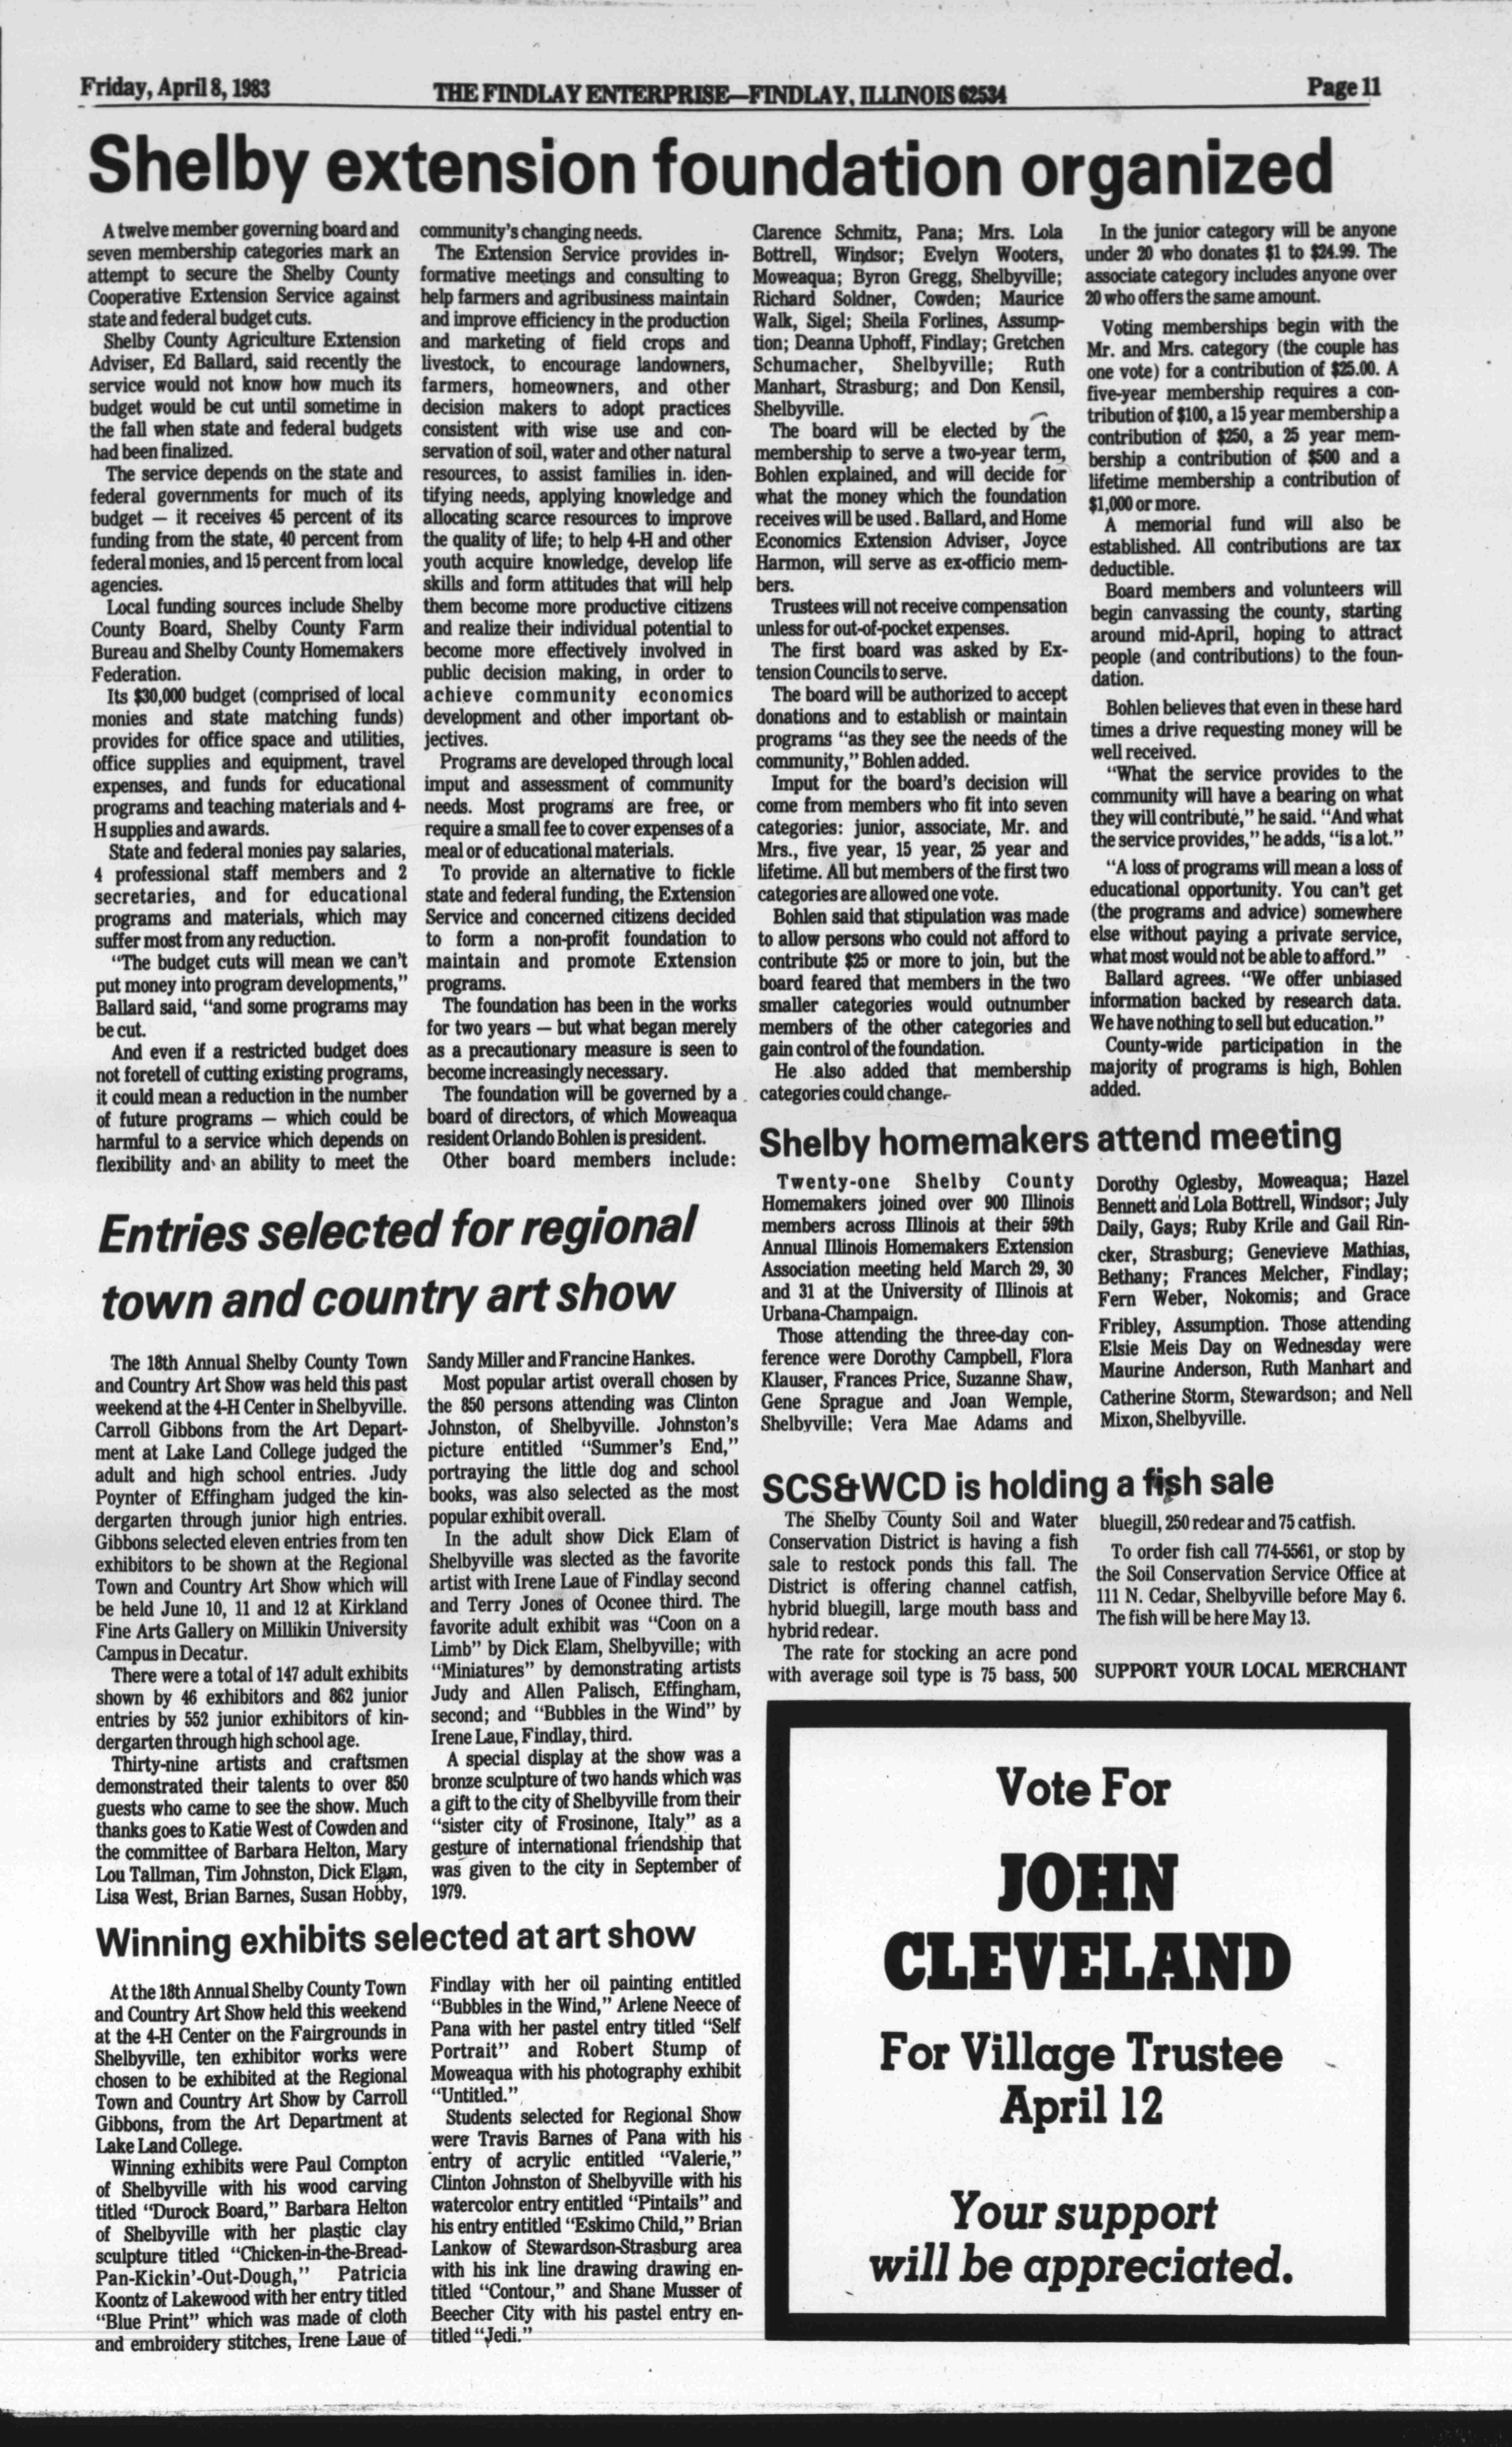 Friday, April 8, 1983
THE FINDLAY ENTERPRISE—FINDLAY, ILLINOIS 62534
Page 11
Shelby extension foundation organized
A twelve member governing board and
seven membership categories mark an
attempt to secure the Shelby County
Cooperative Extension Service against
state and federal budget cuts.
Shelby County Agriculture Extension
Adviser, Ed Ballard, said recently the
service would not know how much its
budget would be cut until sometime in
the fall when state and federal budgets
had been finalized.
The service depends on the state and
federal governments for much of its
budget — it receives 45 percent of its
funding from the state, 40 percent from
federal monies, and 15 percent from local
agencies.
Local funding sources include Shelby
County Board, Shelby County Farm
Bureau and Shelby County Homemakers
Federation.
Its $30,000 budget (comprised of local
monies and state matching funds)
provides for office space and utilities,
office supplies and equipment, travel
expenses, and funds for educational
programs and teaching materials and 4-
H supplies and awards.
State and federal monies pay salaries,
4 professional staff members and 2
secretaries, and for educational
programs and materials, which may
suffer most from any reduction.
"The budget cuts will mean we can't
put money into program developments,"
Ballard said, "and some programs may
be cut.
And even if a restricted budget does
not foretell of cutting existing programs,
it could mean a reduction in the number
of future programs — which could be
harmful to a service which depends on
flexibility and an ability to meet the
community's changing needs.
The Extension Service provides in-
formative meetings and consulting to
help farmers and agribusiness maintain
and improve efficiency in the production
and marketing of field crops and
livestock, to encourage landowners,
farmers, homeowners, and other
decision makers to adopt practices
consistent with wise use and con-
servation of soil, water and other natural
resources, to assist families in. iden-
tifying needs, applying knowledge and
allocating scarce resources to improve
the quality of life; to help 4-H and other
youth acquire knowledge, develop life
skills and form attitudes that will help
them become more productive citizens
and realize their individual potential to
become more effectively involved in
public decision making, in order to
achieve community economics
development and other important ob-
jectives.
Programs are developed through local
imput and assessment of community
needs. Most programs are free, or
require a small fee to cover expenses of a
meal or of educational materials.
To provide an alternative to fickle
state and federal funding, the Extension
Service and concerned citizens decided
to form a non-profit foundation to
maintain and promote Extension
programs.
The foundation has been in the works
for two years — but what began merely
as a precautionary measure is seen to
become increasingly necessary.
The foundation will be governed by a
board of directors, of which Moweaqua
resident Orlando Bohlen is president.
Other board members include:
Clarence Schmitz, Pana; Mrs. Lola
Bottrell, Windsor; Evelyn Wooters,
Moweaqua; Byron Gregg, Shelbyville;
Richard Soldner, Cowden; Maurice
Walk, Sigel; Sheila Forlines, Assump-
tion; Deanna Uphoff, Findlay; Gretchen
Schumacher, Shelbyville; Ruth
Manhart, Strasburg; and Don Kensil,
Shelbyville.
The board will be elected by the
membership to serve a two-year term,
Bohlen explained, and will decide for
what the money which the foundation
receives will be used . Ballard, and Home
Economics Extension Adviser, Joyce
Harmon, will serve as ex-officio mem-
bers.
Trustees will not receive compensation
unless for out-of-pocket expenses.
The first board was asked by Ex-
tension Councils to serve.
The board will be authorized to accept
donations and to establish or maintain
programs "as they see the needs of the
community," Bohlen added.
Imput for the board's decision will
come from members who fit into seven
categories: junior, associate, Mr. and
Mrs., five year, 15 year, 25 year and
lifetime. All but members of the first two
categories are allowed one vote.
Bohlen said that stipulation was made
to allow persons who could not afford to
contribute $25 or more to join, but the
board feared that members in the two
smaller categories would outnumber
members of the other categories and
gain control of the foundation.
He also added that membership
categories could change.
In the junior category will be anyone
under 20 who donates $1 to $24.99. The
associate category includes anyone over
20 who offers the same amount.
Voting memberships begin with the
Mr. and Mrs. category (the couple has
one vote) for a contribution of $25.00. A
five-year membership requires a con-
tribution of $100, a 15 year membership a
contribution of $250, a 25 year mem-
bership a contribution of $500 and a
lifetime membership a contribution of
$1,000 or more.
A memorial fund will also be
established. All contributions are tax
deductible.
Board members and volunteers will
begin canvassing the county, starting
around mid-April, hoping to attract
people (and contributions) to the foun-
dation.
Bohlen believes that even in these hard
times a drive requesting money will be
well received.
"What the service provides to the
community will have a bearing on what
they will contribute," he said. "And what
the service provides," he adds, "is a lot."
"A loss of programs will mean a loss of
educational opportunity. You can't get
(the programs and advice) somewhere
else without paying a private service,
what most would not be able to afford."
Ballard agrees. "We offer unbiased
information backed by research data.
We have nothing to sell but education."
County-wide participation in the
majority of programs is high, Bohlen
added.
Entries selected for regional
town and country art show
The 18th Annual Shelby County Town
and Country Art Show was held this past
weekend at the 4-H Center in Shelbyville.
Carroll Gibbons from the Art Depart-
ment at Lake Land College judged the
adult and high school entries. Judy
Poynter of Effingham judged the kin-
dergarten through junior high entries.
Gibbons selected eleven entries from ten
exhibitors to be shown at the Regional
Town and Country Art Show which will
be held June 10, 11 and 12 at Kirkland
Fine Arts Gallery on Millikin University
Campus in Decatur.
There were a total of 147 adult exhibits
shown by 46 exhibitors and 862 junior
entries by 552 junior exhibitors of kin-
dergarten through high school age.
Thirty-nine artists and craftsmen
demonstrated their talents to over 850
guests who came to see the show. Much
thanks goes to Katie West of Cowden and
the committee of Barbara Helton, Mary
Lou Tallman, Tim Johnston, Dick Elam,
Lisa West, Brian Barnes, Susan Hobby,
Sandy Miller and Francine Hankes.
Most popular artist overall chosen by
the 850 persons attending was Clinton
Johnston, of Shelbyville. Johnston's
picture entitled "Summer's End,"
portraying the little dog and school
books, was also selected as the most
popular exhibit overall.
In the adult show Dick Elam of
Shelbyville was slected as the favorite
artist with Irene Laue of Findlay second
and Terry Jones of Oconee third. The
favorite adult exhibit was "Coon on a
Limb" by Dick Elam, Shelbyville; with
"Miniatures" by demonstrating artists
Judy and Allen Palisch, Effingham,
second; and "Bubbles in the Wind" by
Irene Laue, Findlay, third.
A special display at the show was a
bronze sculpture of two hands which was
a gift to the city of Shelbyville from their
"sister city of Frosinone, Italy" as a
gesture of international friendship that
was given to the city in September of
1979.
Winning exhibits selected at art show
At the 18th Annual Shelby County Town
and Country Art Show held this weekend
at the 4-H Center on the Fairgrounds in
Shelbyville, ten exhibitor works were
chosen to be exhibited at the Regional
Town and Country Art Show by Carroll
Gibbons, from the Art Department at
Lake Land College.
Winning exhibits were Paul Compton
of Shelbyville with his wood carving
titled "Durock Board," Barbara Helton
of Shelbyville with her plastic clay
sculpture titled "Chicken-in-the-Bread-
Pan-Kickin'-Out-Dough," Patricia
Koontz of Lakewood with her entry titled
"Blue Print" which was made of cloth
and embroidery stitches, Irene Laue of
Findlay with her oil painting entitled
"Bubbles in the Wind," Arlene Neece of
Pana with her pastel entry titled "Self
Portrait" and Robert Stump of
Moweaqua with his photography exhibit
"Untitled."
Students selected for Regional Show
were Travis Barnes of Pana with his
entry of acrylic entitled "Valerie,"
Clinton Johnston of Shelbyville with his
watercolor entry entitled "Pintails" and
his entry entitled "Eskimo Child," Brian
Lankow of Stewardson-Strasburg area
with his ink line drawing drawing en-
titled "Contour," and Shane Musser of
Beecher City with his pastel entry en-
titled "Jedi."
Shelby homemakers attend meeting
Twenty-one Shelby County
Homemakers joined over 900 Illinois
members across Illinois at their 59th
Annual Illinois Homemakers Extension
Association meeting held March 29, 30
and 31 at the University of Illinois at
Urbana-Champaign.
Those attending the three-day con-
ference were Dorothy Campbell, Flora
Klauser, Frances Price, Suzanne Shaw,
Gene Sprague and Joan Wemple,
Shelbyville; Vera Mae Adams and
Dorothy Oglesby, Moweaqua; Hazel
Bennett and Lola Bottrell, Windsor; July
Daily, Gays; Ruby Krile and Gail Rin-
cker, Strasburg; Genevieve Mathias,
Bethany; Frances Melcher, Findlay;
Fern Weber, Nokomis; and Grace
Fribley, Assumption. Those attending
Elsie Meis Day on Wednesday were
Maurine Anderson, Ruth Manhart and
Catherine Storm, Stewardson; and Nell
Mixon, Shelbyville.
SCS&WCD is holding a fish sale
The Shelby County Soil and Water
Conservation District is having a fish
sale to restock ponds this fall. The
District is offering channel catfish,
hybrid bluegill, large mouth bass and
hybrid redear.
The rate for stocking an acre pond
with average soil type is 75 bass, 500
bluegill, 250 redear and 75 catfish.
To order fish call 774-5561, or stop by
the Soil Conservation Service Office at
111 N. Cedar, Shelbyville before May 6.
The fish will be here May 13.
SUPPORT YOUR LOCAL MERCHANT
Vote For
JOHN
CLEVELAND
For Village Trustee
April 12
Your support
will be appreciated.